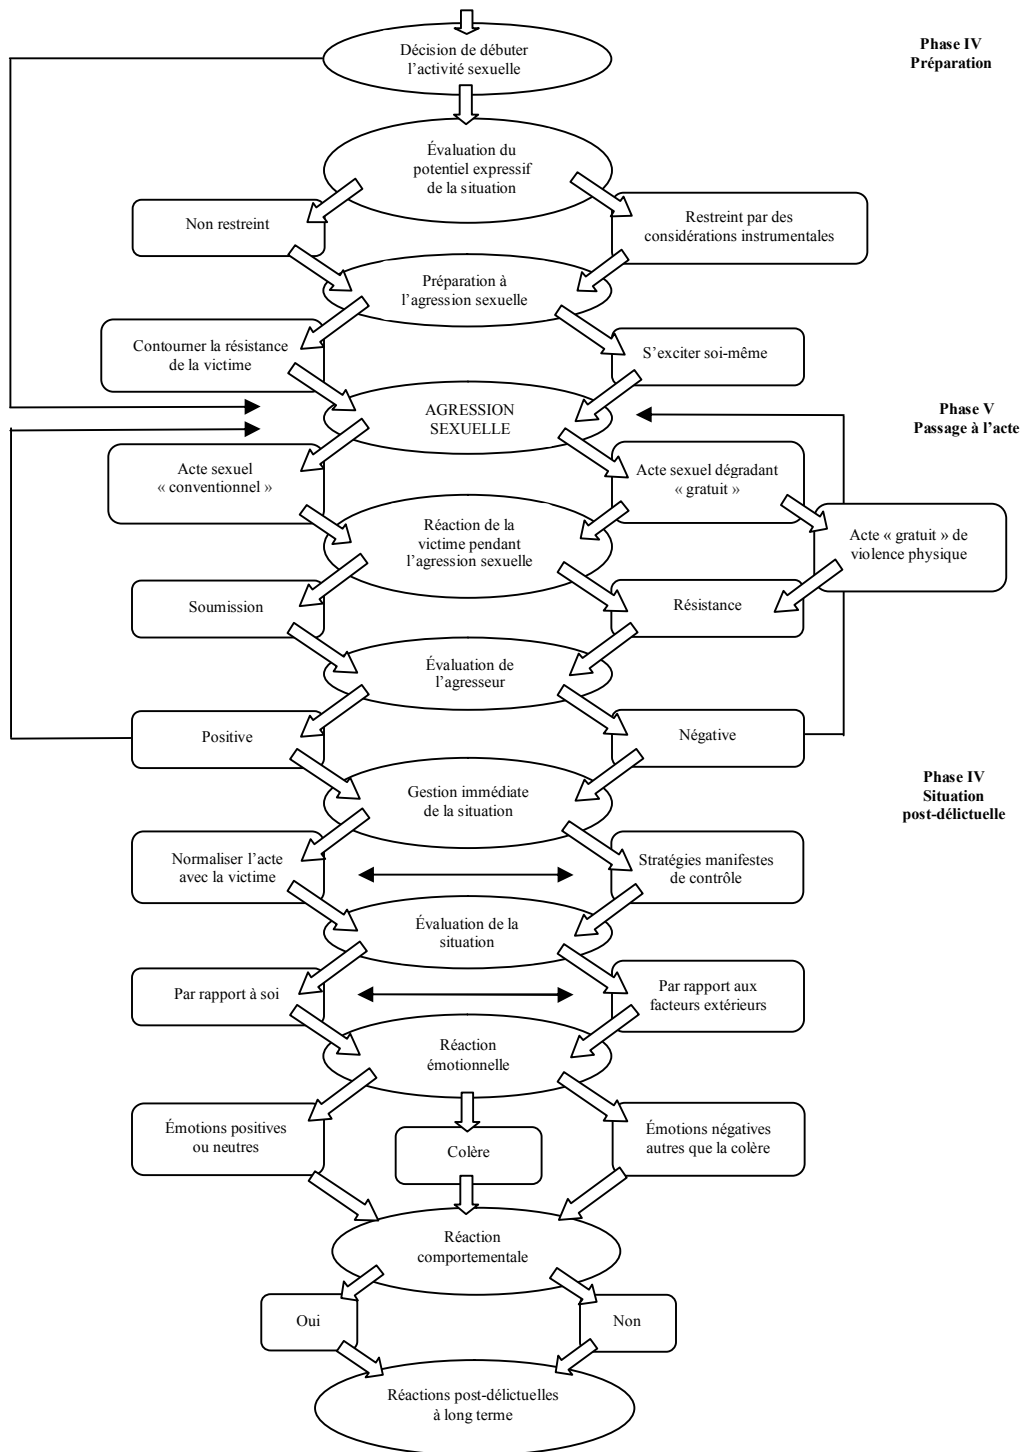 Décision de débuter
l’activité sexuelle
Phase IV
Préparation
Évaluation du
potentiel expressif
de la situation
Non restreint
Restreint par des
considérations instrumentales
Préparation à
l’agression sexuelle
Contourner la résistance
de la victime
S’exciter soi-même
AGRESSION
SEXUELLE
Phase V
Passage à l’acte
Acte sexuel
« conventionnel »
Acte sexuel dégradant
« gratuit »
Réaction de la
victime pendant
l’agression sexuelle
Acte « gratuit » de
violence physique
Soumission
Résistance
Évaluation de
l’agresseur
Positive
Négative
Gestion immédiate
de la situation
Phase IV
Situation
post-délictuelle
Normaliser l’acte
avec la victime
Stratégies manifestes
de contrôle
Évaluation de la
situation
Par rapport à soi
Par rapport aux
facteurs extérieurs
Réaction
émotionnelle
Émotions positives
ou neutres
Colère
Émotions négatives
autres que la colère
Réaction
comportementale
Oui
Non
Réactions post-délictuelles
à long terme